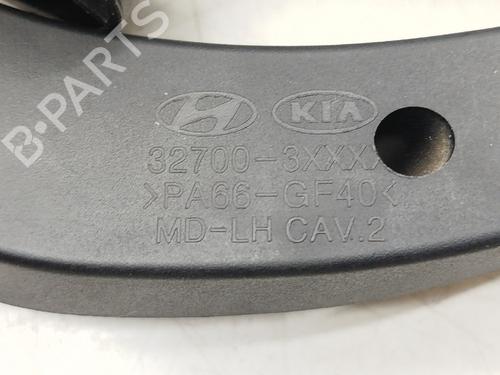 B-PARTS
KIA
32700-3XXXX
>PA66-GF40<
MD-LH CAV.2